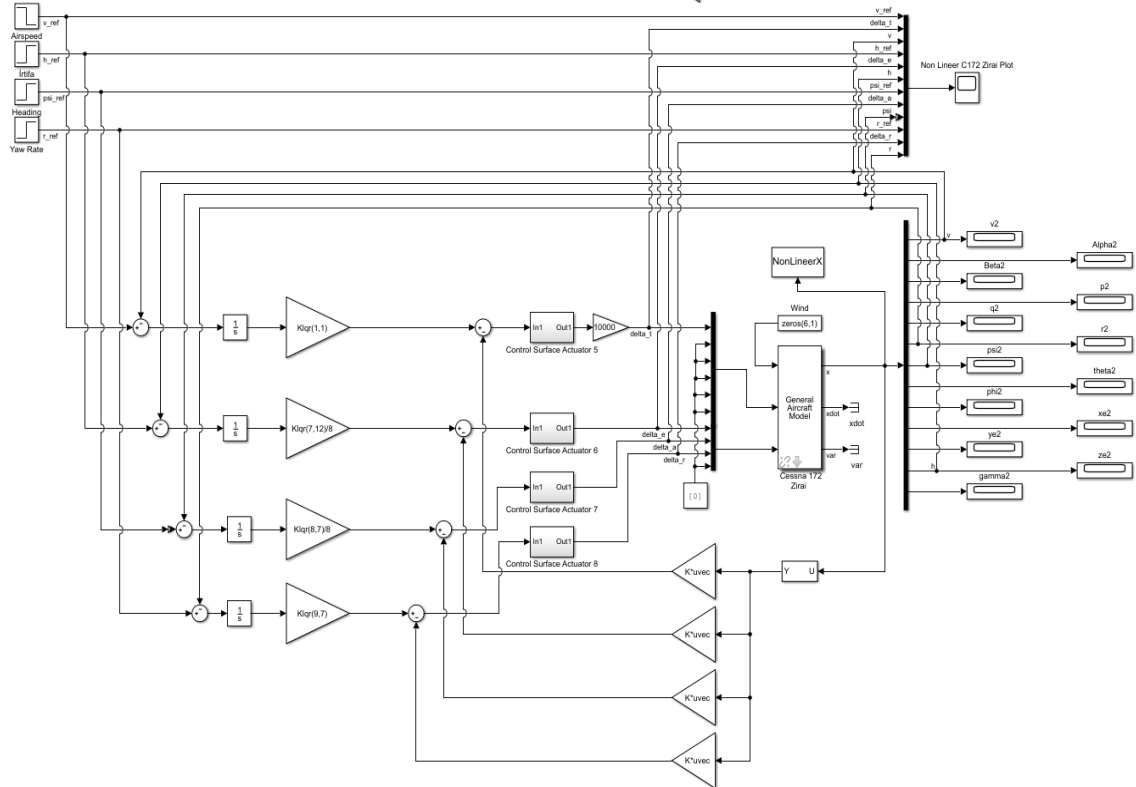 v_ref
Airspeed
h_ref
İrtifa
psi_ref
Heading
r_ref
Yaw Rate
v_ref
delta_t
v
h_ref
delta_e
h
psi_ref
delta_a
psi
r_ref
delta_r
r
Non Lineer C172 Zirai Plot
NonLineerX
Wind
zeros(6,1)
General
Aircraft
Model
x
xdot
var
xdot
var
Cessna 172
Zirai
v
h
v2
Alpha2
Beta2
p2
q2
r2
psi2
theta2
phi2
xe2
ye2
ze2
gamma2
+
−
1
s
Klqr(1,1)
+
−
In1 Out1
Control Surface Actuator 5
10000
delta_t
+
−
1
s
Klqr(7,12)/8
+
−
In1 Out1
Control Surface Actuator 6
delta_e
delta_a
delta_r
[0]
+
−
1
s
Klqr(8,7)/8
+
−
In1 Out1
Control Surface Actuator 7
In1 Out1
Control Surface Actuator 8
+
−
1
s
Klqr(9,7)
+
−
K*uvec
Y U
K*uvec
K*uvec
K*uvec